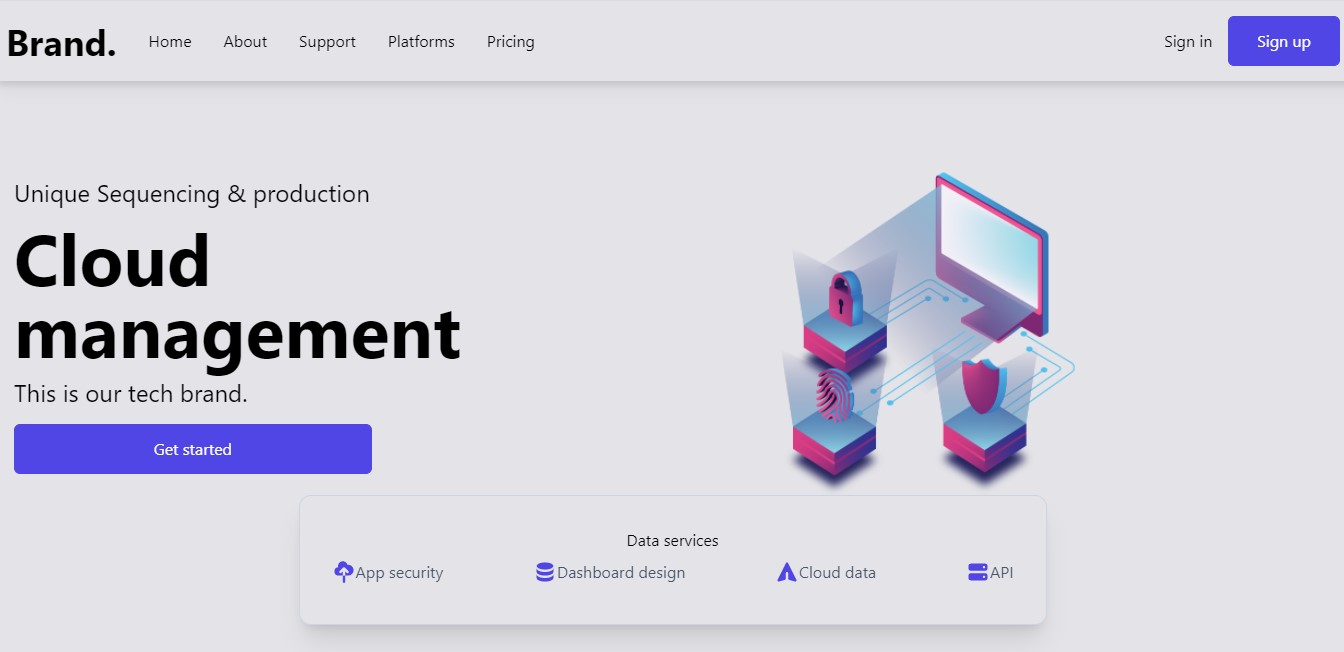 Brand.
Home
About
Support
Platforms
Pricing
Sign in
Sign up
Unique Sequencing & production
Cloud
management
This is our tech brand.
Get started
Data services
App security
Dashboard design
Cloud data
API